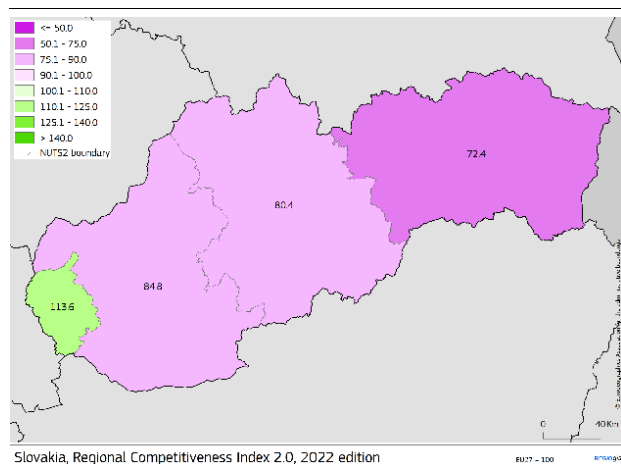 <= 50.0
50.1 - 75.0
75.1 - 90.0
90.1 - 100.0
100.1 - 110.0
110.1 - 125.0
125.1 - 140.0
> 140.0
NUTS2 boundary
72.4
80.4
84.8
113.6
0 40 Km
Slovakia, Regional Competitiveness Index 2.0, 2022 edition
EU27 = 100